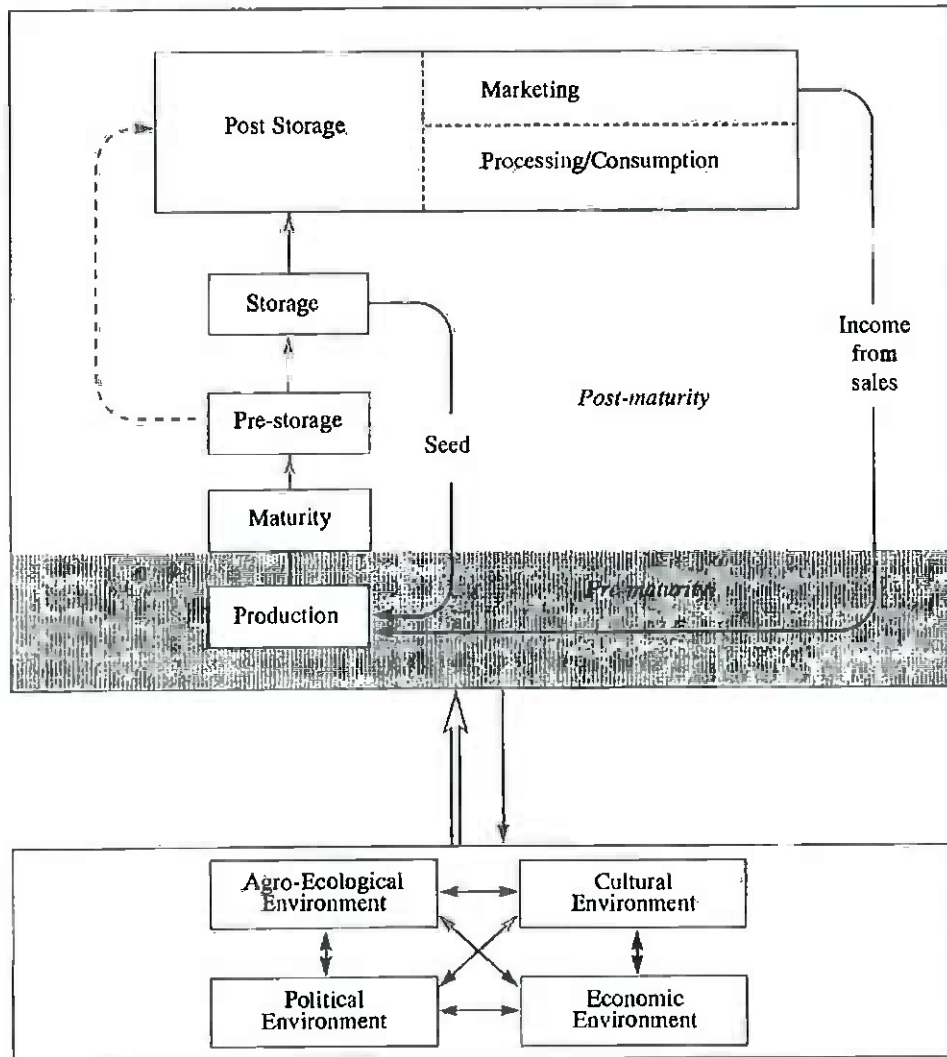 Marketing
Post Storage
Processing/Consumption
Storage
Income
from
sales
Post-maturity
Pre-storage
Seed
Maturity
Pre-maturity
Production
Agro-Ecological
Environment
Cultural
Environment
Political
Environment
Economic
Environment